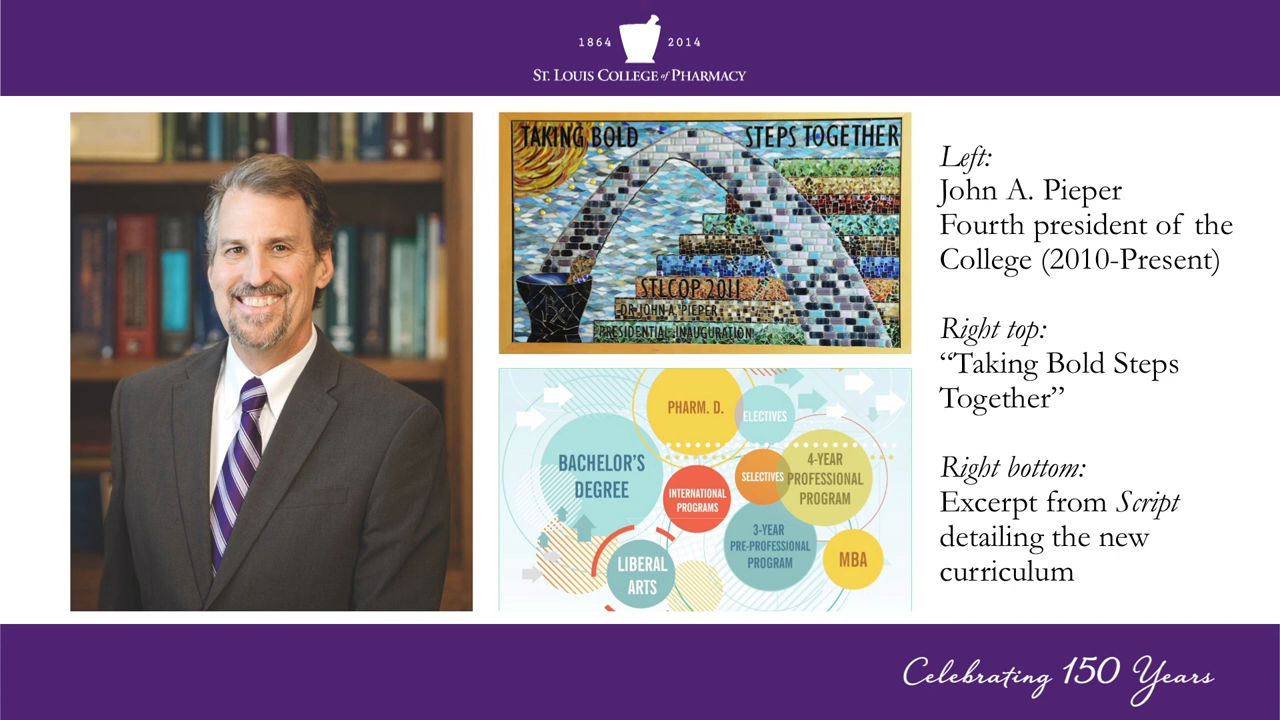 1864 2014
ST. LOUIS COLLEGE of PHARMACY
TAKING BOLD STEPS TOGETHER
STLCOP 2011
DR. JOHN A. PIEPER
PRESIDENTIAL INAUGURATION
PHARM. D.
ELECTIVES
BACHELOR'S
DEGREE
INTERNATIONAL
PROGRAMS
SELECTIVES
4-YEAR
PROFESSIONAL
PROGRAM
3-YEAR
PRE-PROFESSIONAL
PROGRAM
LIBERAL
ARTS
MBA
Left:
John A. Pieper
Fourth president of the
College (2010-Present)
Right top:
“Taking Bold Steps
Together”
Right bottom:
Excerpt from Script
detailing the new
curriculum
Celebrating 150 Years